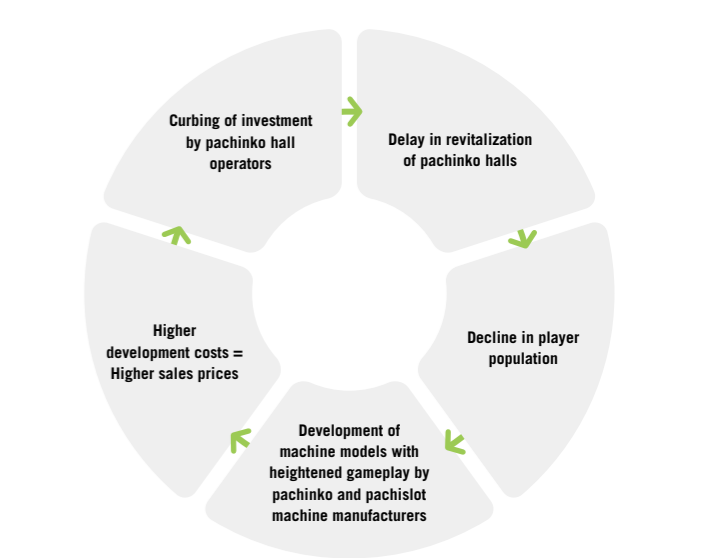 Curbing of investment
by pachinko hall
operators
Delay in revitalization
of pachinko halls
Decline in player
population
Development of
machine models with
heightened gameplay by
pachinko and pachislot
machine manufacturers
Higher
development costs =
Higher sales prices